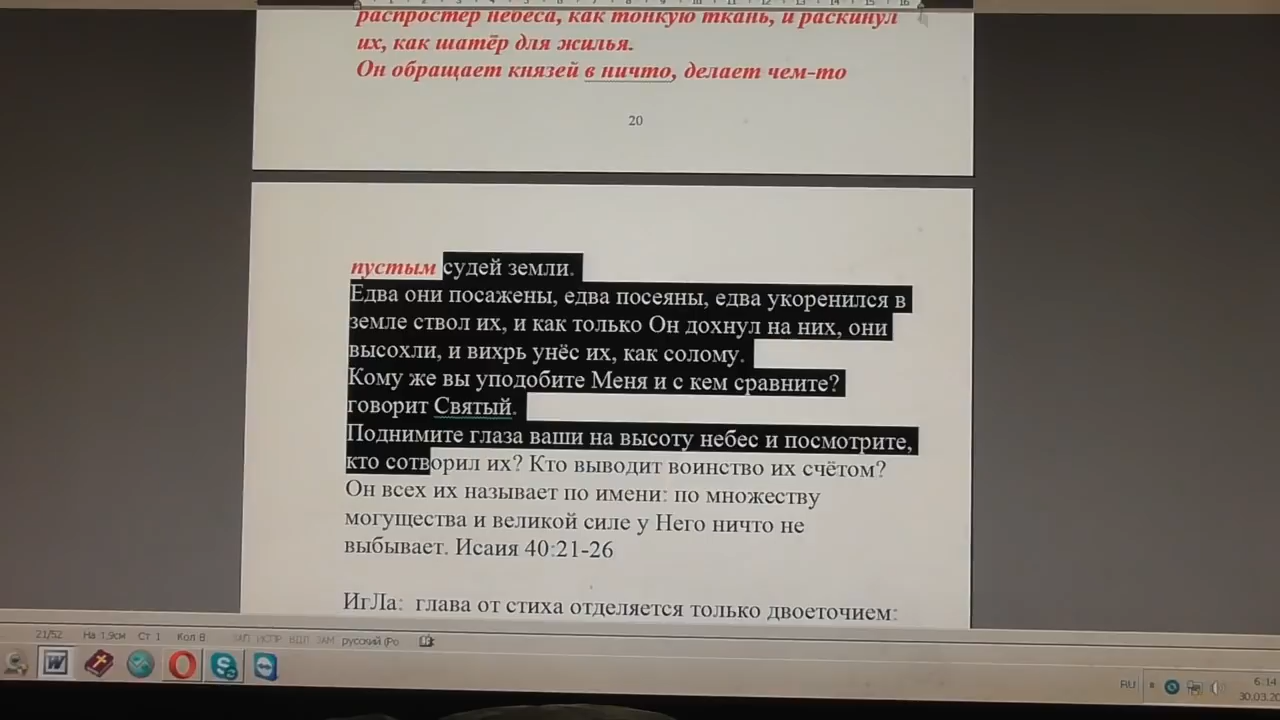 распростер небеса, как тонкую ткань, и раскинул
их, как шатёр для жилья.
Он обращает князей в ничто, делает чем-то
20
пустым судей земли.
Едва они посажены, едва посеяны, едва укоренился в
земле ствол их, и как только Он дохнул на них, они
высохли, и вихрь унёс их, как солому.
Кому же вы уподобите Меня и с кем сравните?
говорит Святый.
Поднимите глаза ваши на высоту небес и посмотрите,
кто сотворил их? Кто выводит воинство их счётом?
Он всех их называет по имени: по множеству
могущества и великой силе у Него ничто не
выбывает. Исаия 40:21-26
ИгЛа: глава от стиха отделяется только двоеточием:
21/52 На 1,9см Ст 1 Кол 8 ЗАП ИСПР ВДЛ ЗАМ русский (Ро
RU 6:14
30.03.20